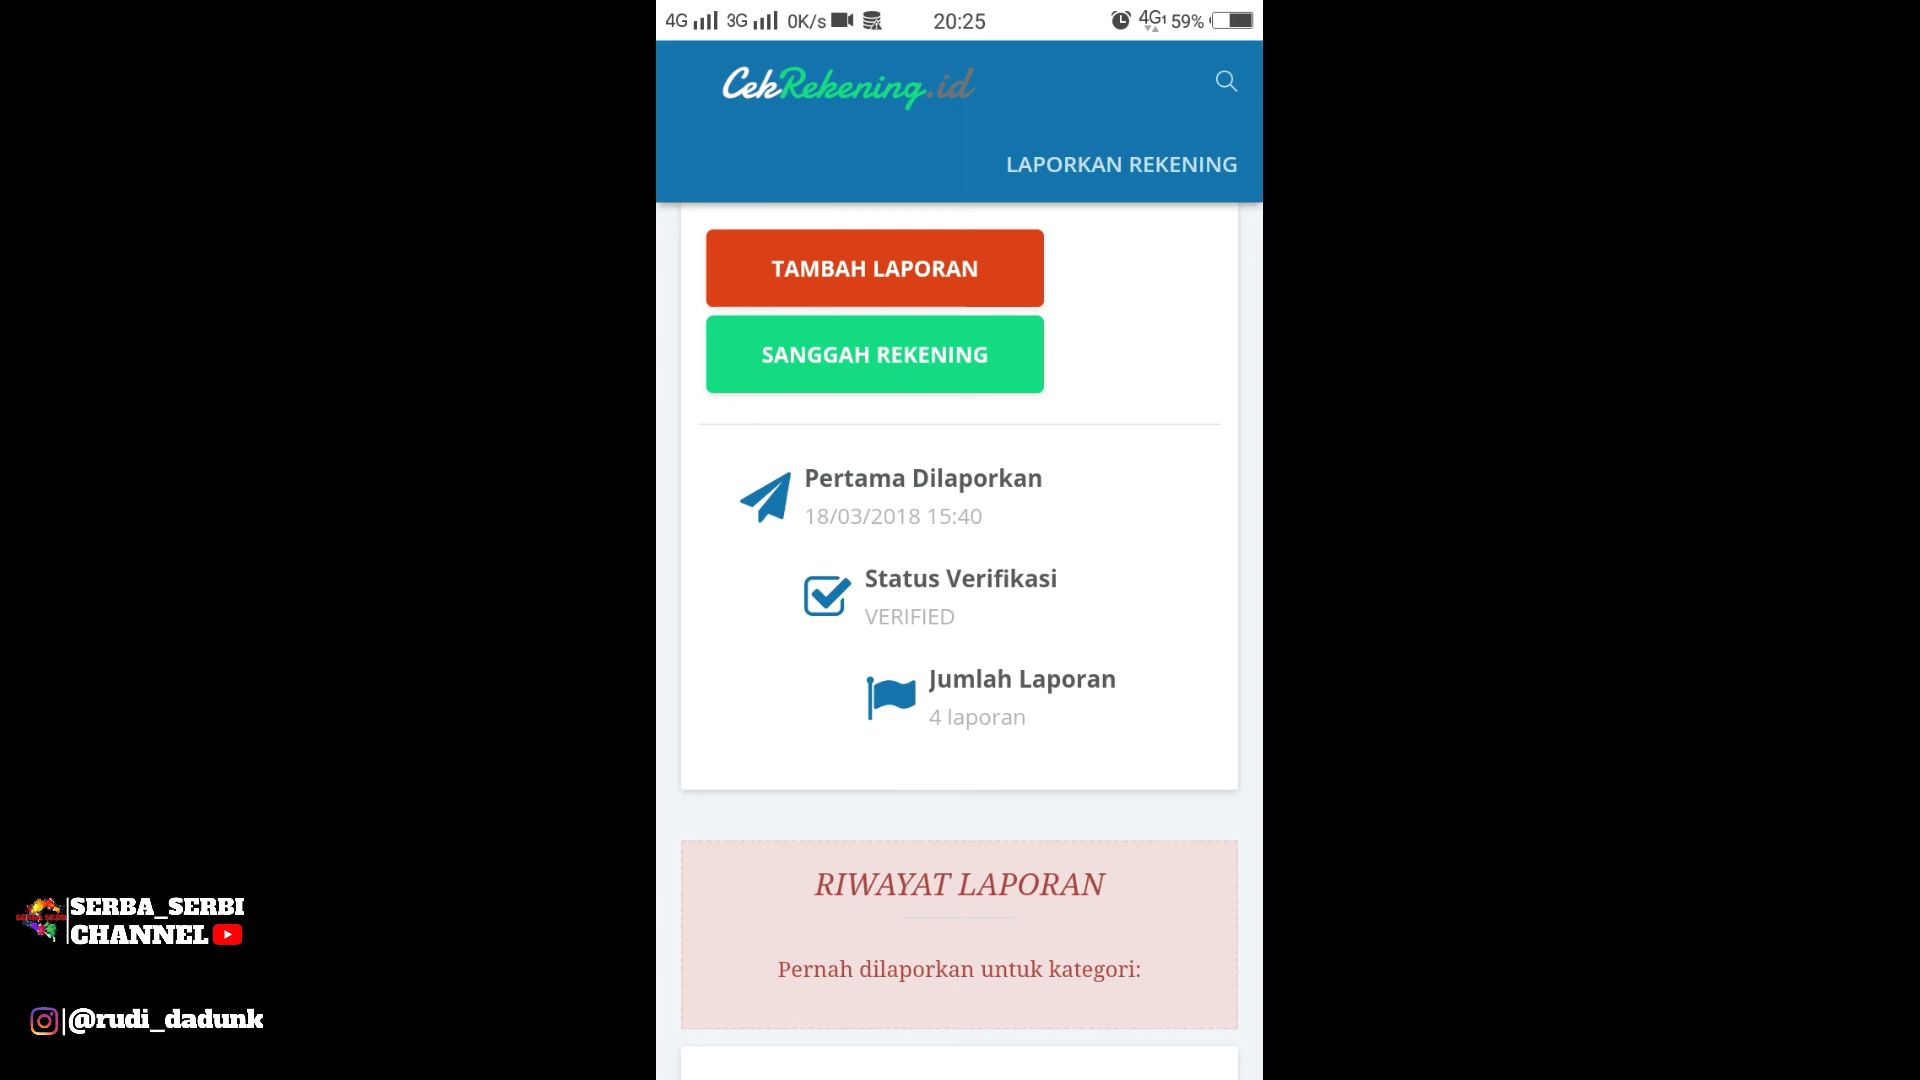 4G 3G 0K/s 20:25 4G1 59%
CekRekening.id
LAPORKAN REKENING
TAMBAH LAPORAN
SANGGAH REKENING
Pertama Dilaporkan
18/03/2018 15:40
Status Verifikasi
VERIFIED
Jumlah Laporan
4 laporan
RIWAYAT LAPORAN
Pernah dilaporkan untuk kategori:
SERBA_SERBI
CHANNEL
@rudi_dadunk